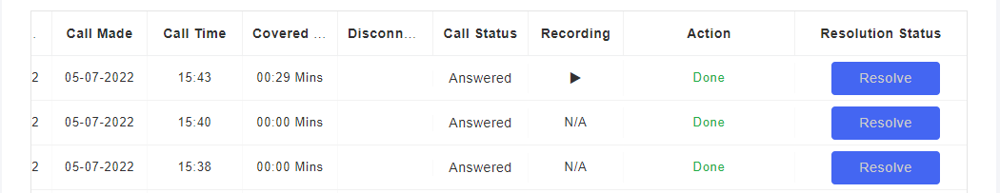 . Call Made Call Time Covered ... Disconn... Call Status Recording Action Resolution Status
2 05-07-2022 15:43 00:29 Mins Answered Done Resolve
2 05-07-2022 15:40 00:00 Mins Answered N/A Done Resolve
2 05-07-2022 15:38 00:00 Mins Answered N/A Done Resolve